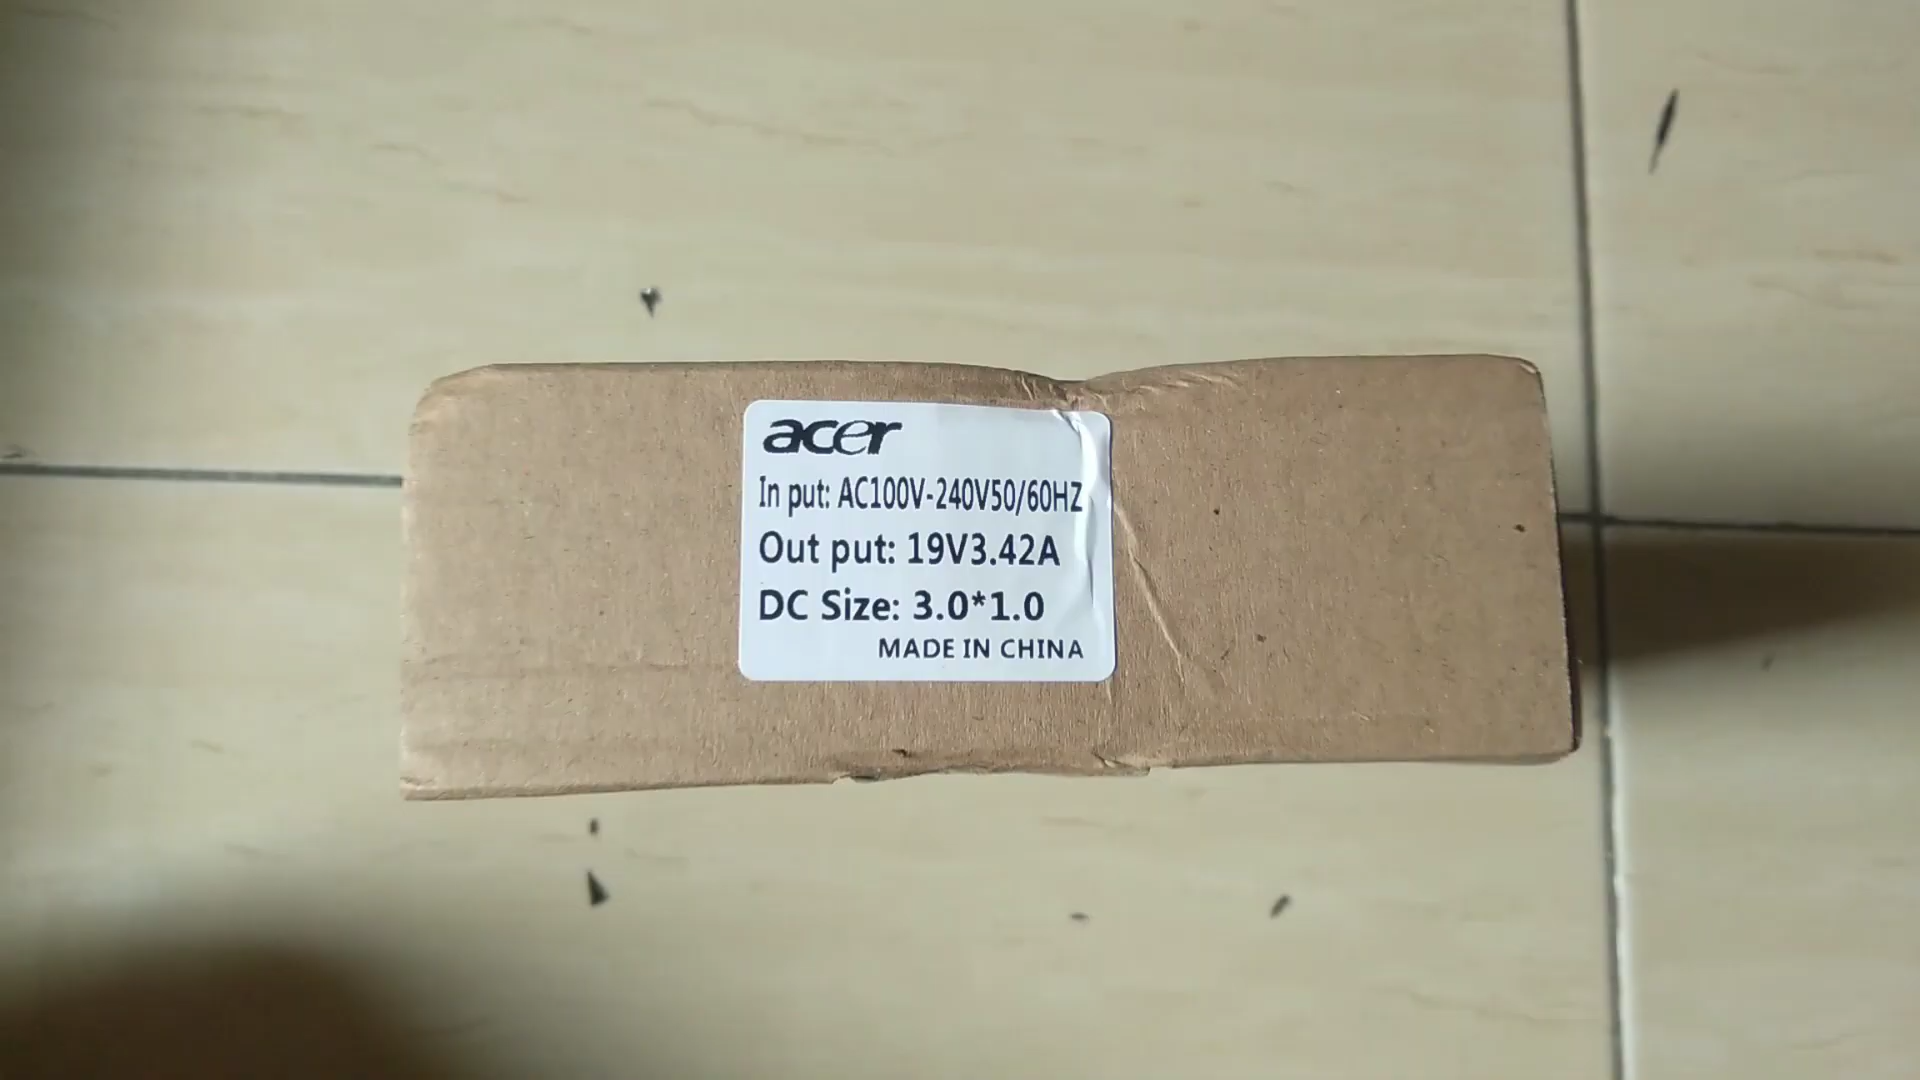 acer
In put: AC100V-240V50/60HZ
Out put: 19V3.42A
DC Size: 3.0*1.0
MADE IN CHINA